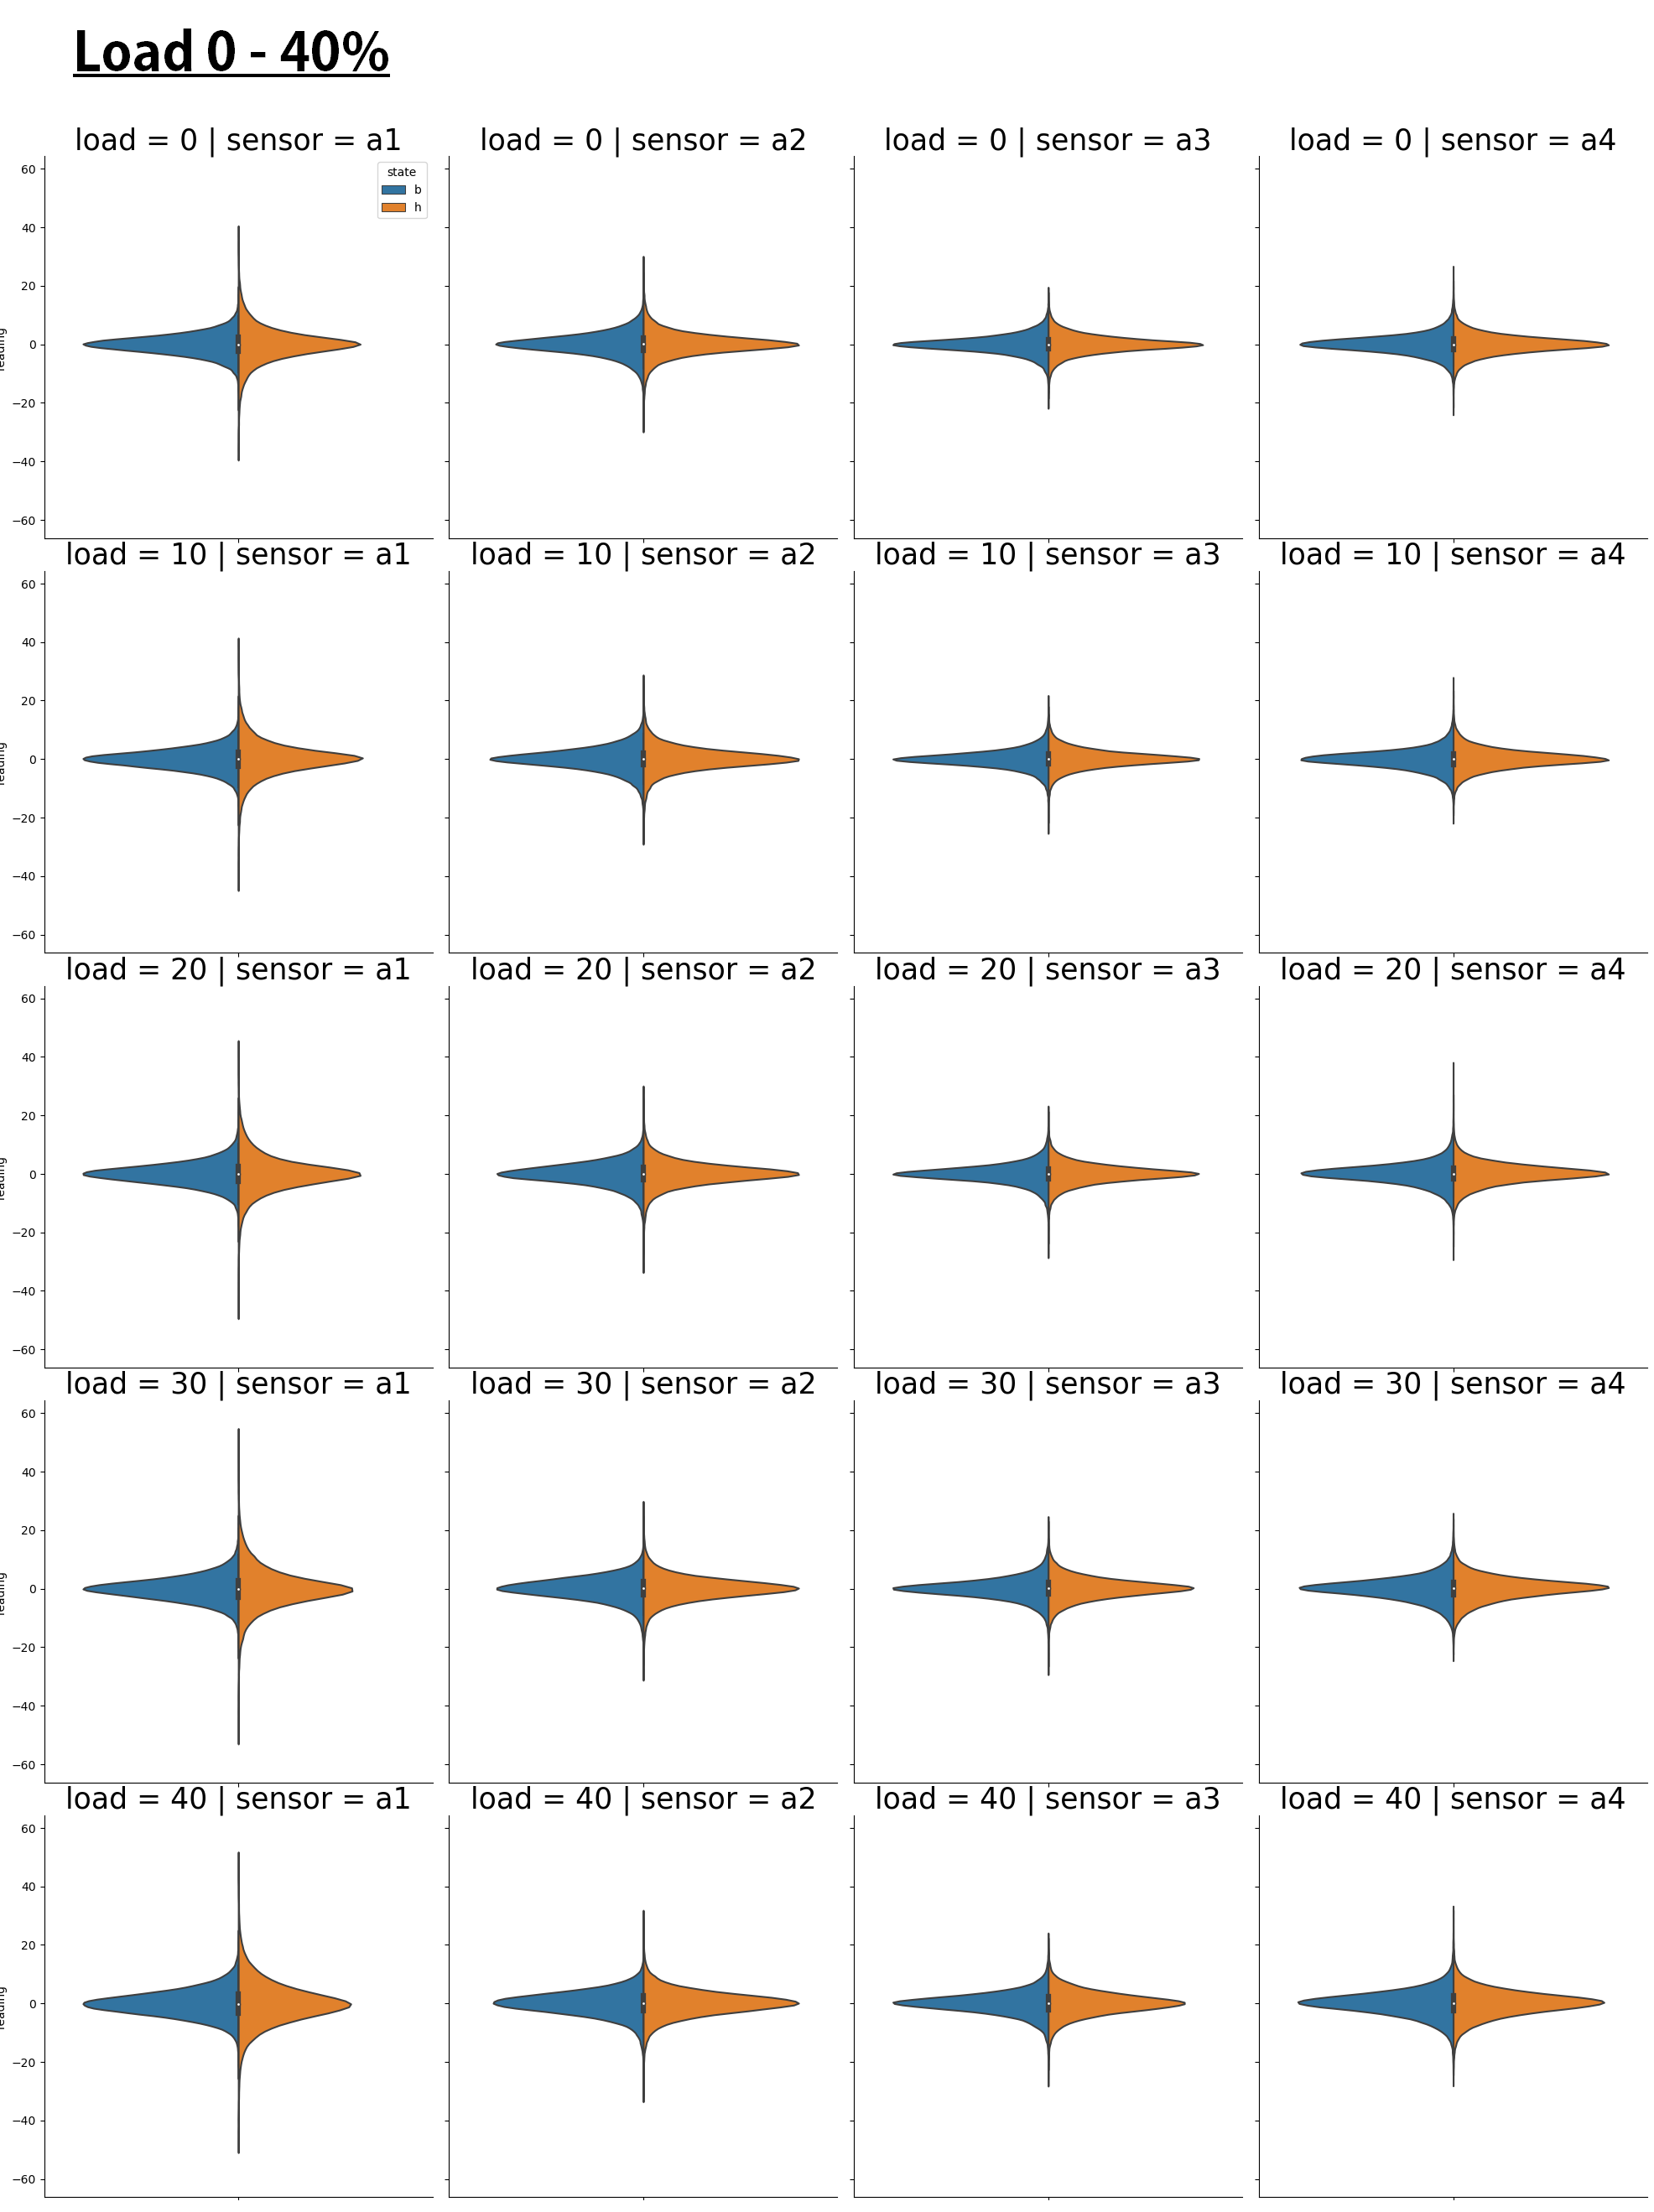 Load 0 - 40%
load = 0 | sensor = a1
load = 0 | sensor = a2
load = 0 | sensor = a3
load = 0 | sensor = a4
60
40
20
0
−20
−40
−60
state
b
h
load = 10 | sensor = a1
load = 10 | sensor = a2
load = 10 | sensor = a3
load = 10 | sensor = a4
60
40
20
0
−20
−40
−60
load = 20 | sensor = a1
load = 20 | sensor = a2
load = 20 | sensor = a3
load = 20 | sensor = a4
60
40
20
0
−20
−40
−60
load = 30 | sensor = a1
load = 30 | sensor = a2
load = 30 | sensor = a3
load = 30 | sensor = a4
60
40
20
0
−20
−40
−60
load = 40 | sensor = a1
load = 40 | sensor = a2
load = 40 | sensor = a3
load = 40 | sensor = a4
60
40
20
0
−20
−40
−60